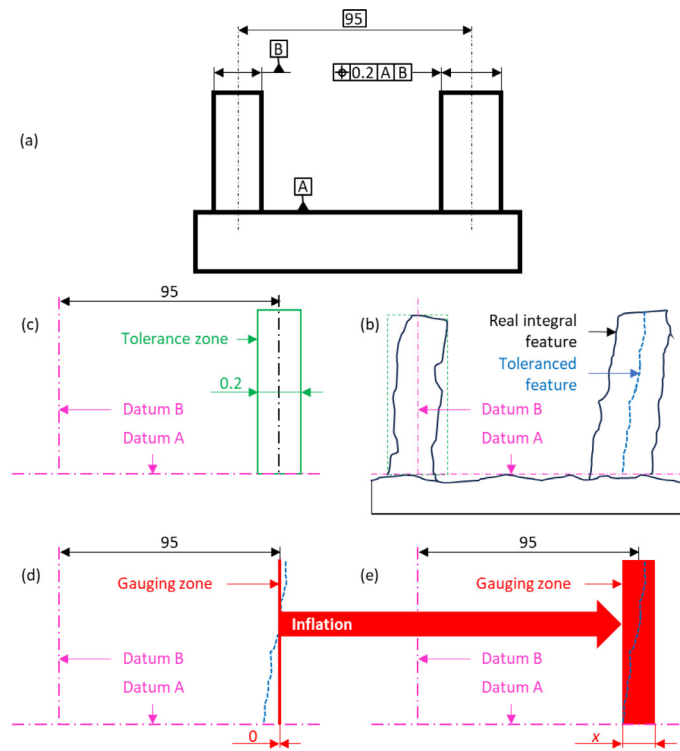 95
B
⌖ 0.2 A B
(a)
A
95
(c)
Tolerance zone
0.2
Datum B
Datum A
(b)
Real integral
feature
Toleranced
feature
Datum B
Datum A
95
(d)
Gauging zone
Inflation
Datum B
Datum A
0
95
(e)
Gauging zone
Datum B
Datum A
x